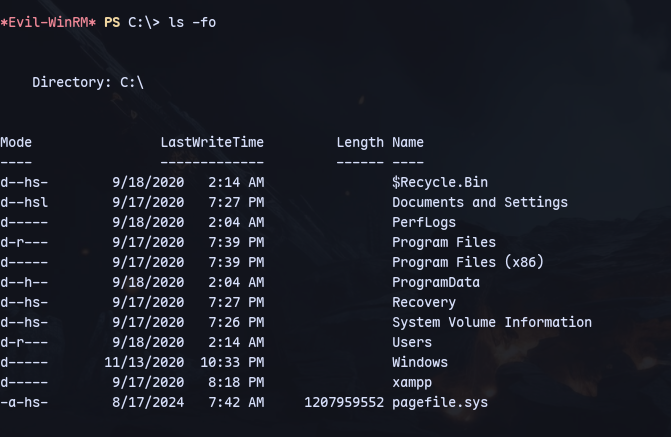 *Evil-WinRM* PS C:\> ls -fo
Directory: C:\
Mode                LastWriteTime         Length Name
----                -------------         ------ ----
d--hs-        9/18/2020   2:14 AM                $Recycle.Bin
d--hsl        9/17/2020   7:27 PM                Documents and Settings
d-----        9/18/2020   2:04 AM                PerfLogs
d-r---        9/17/2020   7:39 PM                Program Files
d-----        9/17/2020   7:39 PM                Program Files (x86)
d--h--        9/18/2020   2:04 AM                ProgramData
d--hs-        9/17/2020   7:27 PM                Recovery
d--hs-        9/17/2020   7:26 PM                System Volume Information
d-r---        9/18/2020   2:14 AM                Users
d-----       11/13/2020  10:33 PM                Windows
d-----        9/17/2020   8:18 PM                xampp
-a-hs-        8/17/2024   7:42 AM     1207959552 pagefile.sys